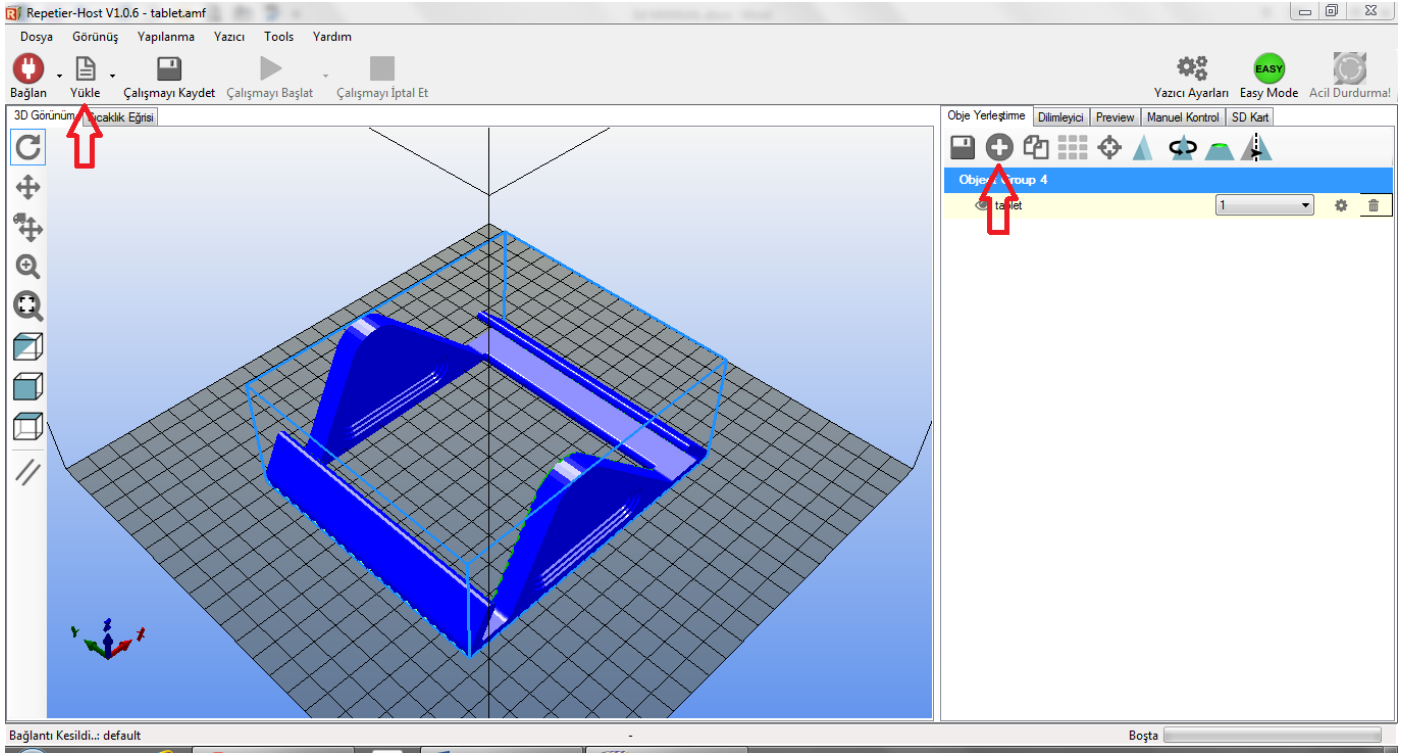 Repetier-Host V1.0.6 - tablet.amf
Dosya Görünüş Yapılanma Yazıcı Tools Yardım
EASY
Bağlan Yükle Çalışmayı Kaydet Çalışmayı Başlat Çalışmayı İptal Et Yazıcı Ayarları Easy Mode Acil Durdurma!
3D Görünüm Sıcaklık Eğrisi Obje Yerleştime Dilimleyici Preview Manuel Kontrol SD Kart
Object Group 4
tablet 1
Bağlantı Kesildi..: default - Boşta